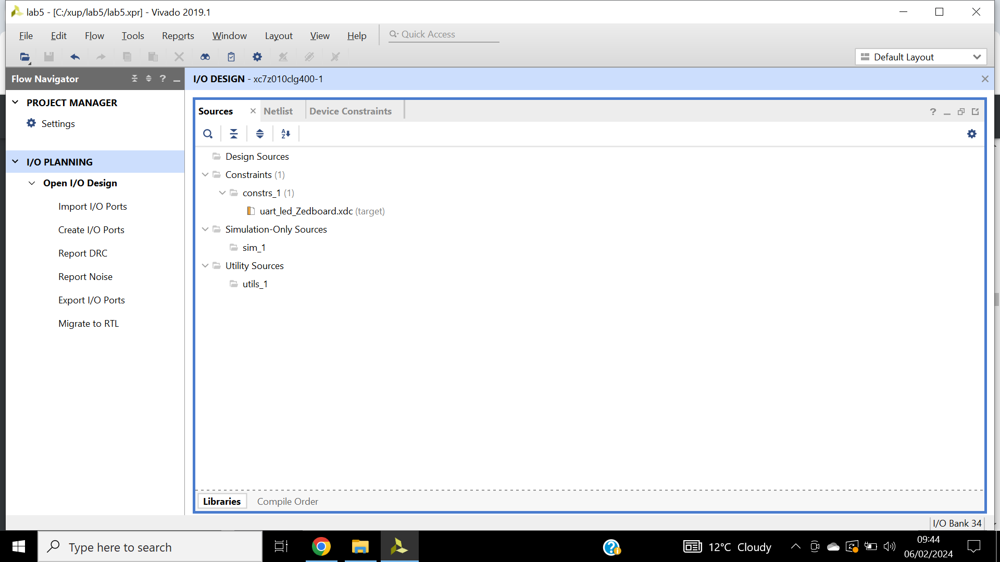 lab5 - [C:/xup/lab5/lab5.xpr] - Vivado 2019.1
File Edit Flow Tools Reports Window Layout View Help Quick Access
Default Layout
Flow Navigator ? I/O DESIGN - xc7z010clg400-1
PROJECT MANAGER
Settings
I/O PLANNING
Open I/O Design
Import I/O Ports
Create I/O Ports
Report DRC
Report Noise
Export I/O Ports
Migrate to RTL
Sources Netlist Device Constraints ?
Design Sources
Constraints (1)
constrs_1 (1)
uart_led_Zedboard.xdc (target)
Simulation-Only Sources
sim_1
Utility Sources
utils_1
Libraries Compile Order
I/O Bank 34
Type here to search
12°C Cloudy
09:44
06/02/2024